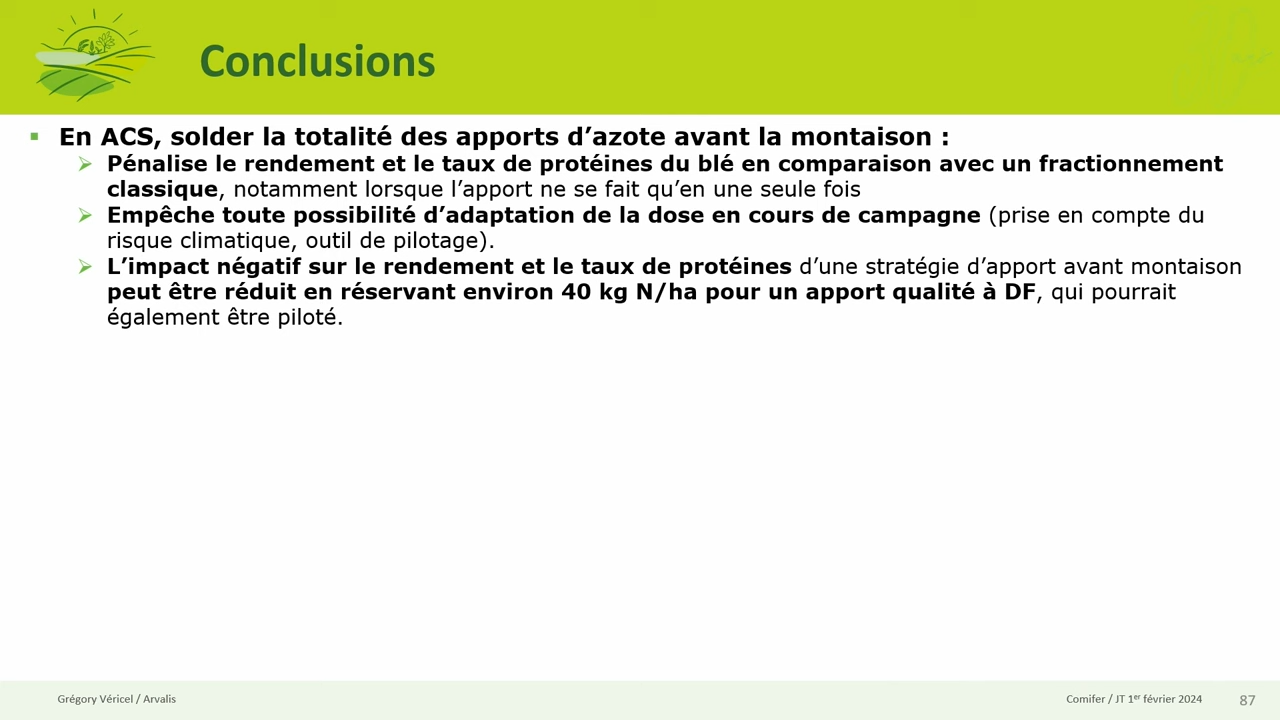 Conclusions
▪ En ACS, solder la totalité des apports d’azote avant la montaison :
➢ Pénalise le rendement et le taux de protéines du blé en comparaison avec un fractionnement
classique, notamment lorsque l’apport ne se fait qu’en une seule fois
➢ Empêche toute possibilité d’adaptation de la dose en cours de campagne (prise en compte du
risque climatique, outil de pilotage).
➢ L’impact négatif sur le rendement et le taux de protéines d’une stratégie d’apport avant montaison
peut être réduit en réservant environ 40 kg N/ha pour un apport qualité à DF, qui pourrait
également être piloté.
Grégory Véricel / Arvalis
Comifer / JT 1er février 2024
87